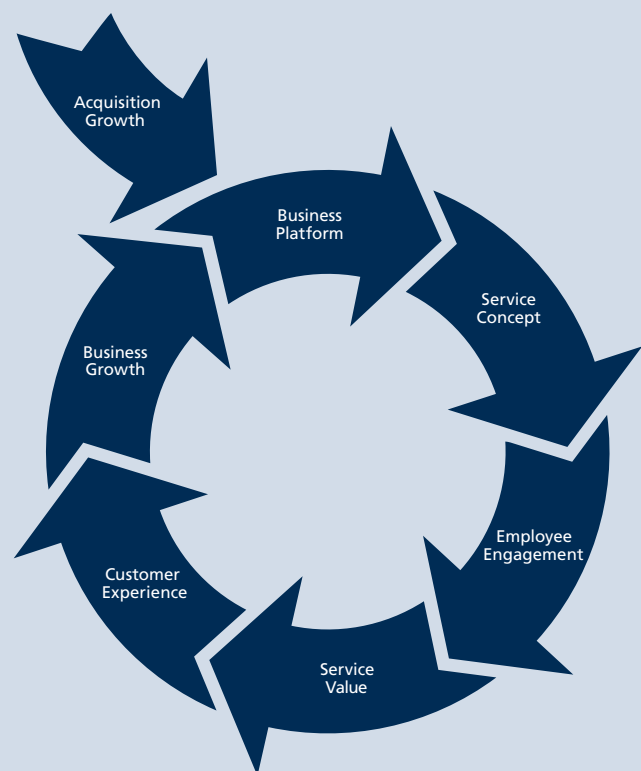 Acquisition
Growth
Business
Platform
Service
Concept
Business
Growth
Employee
Engagement
Customer
Experience
Service
Value